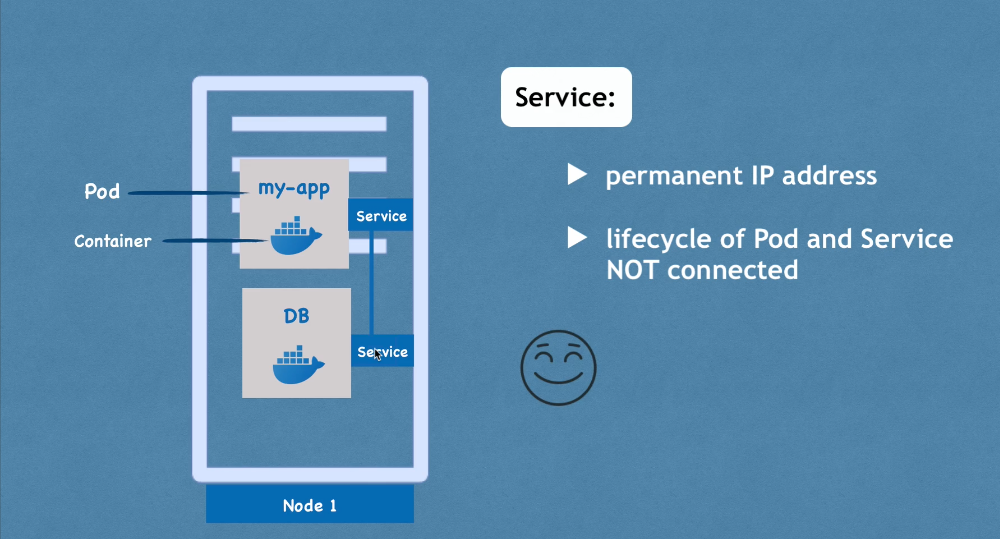 Service:
permanent IP address
lifecycle of Pod and Service
NOT connected
Pod
my-app
Service
Container
DB
Service
Node 1